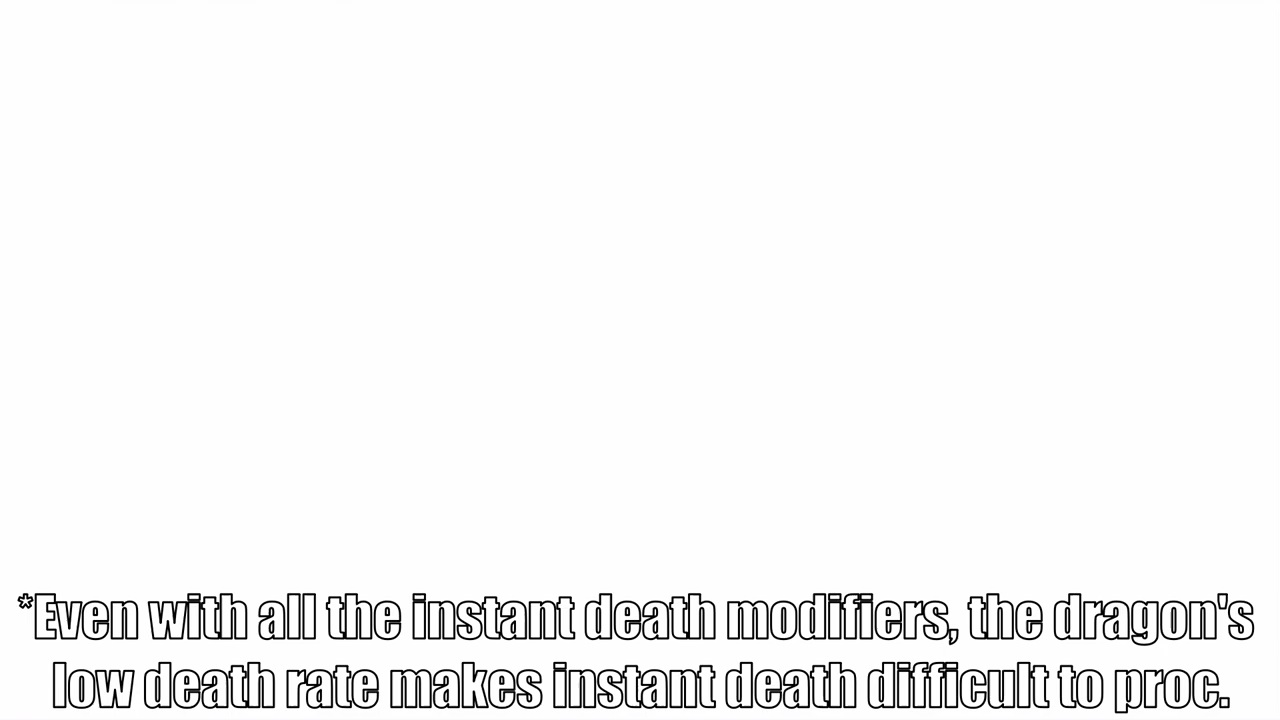 *Even with all the instant death modifiers, the dragon's
low death rate makes instant death difficult to proc.